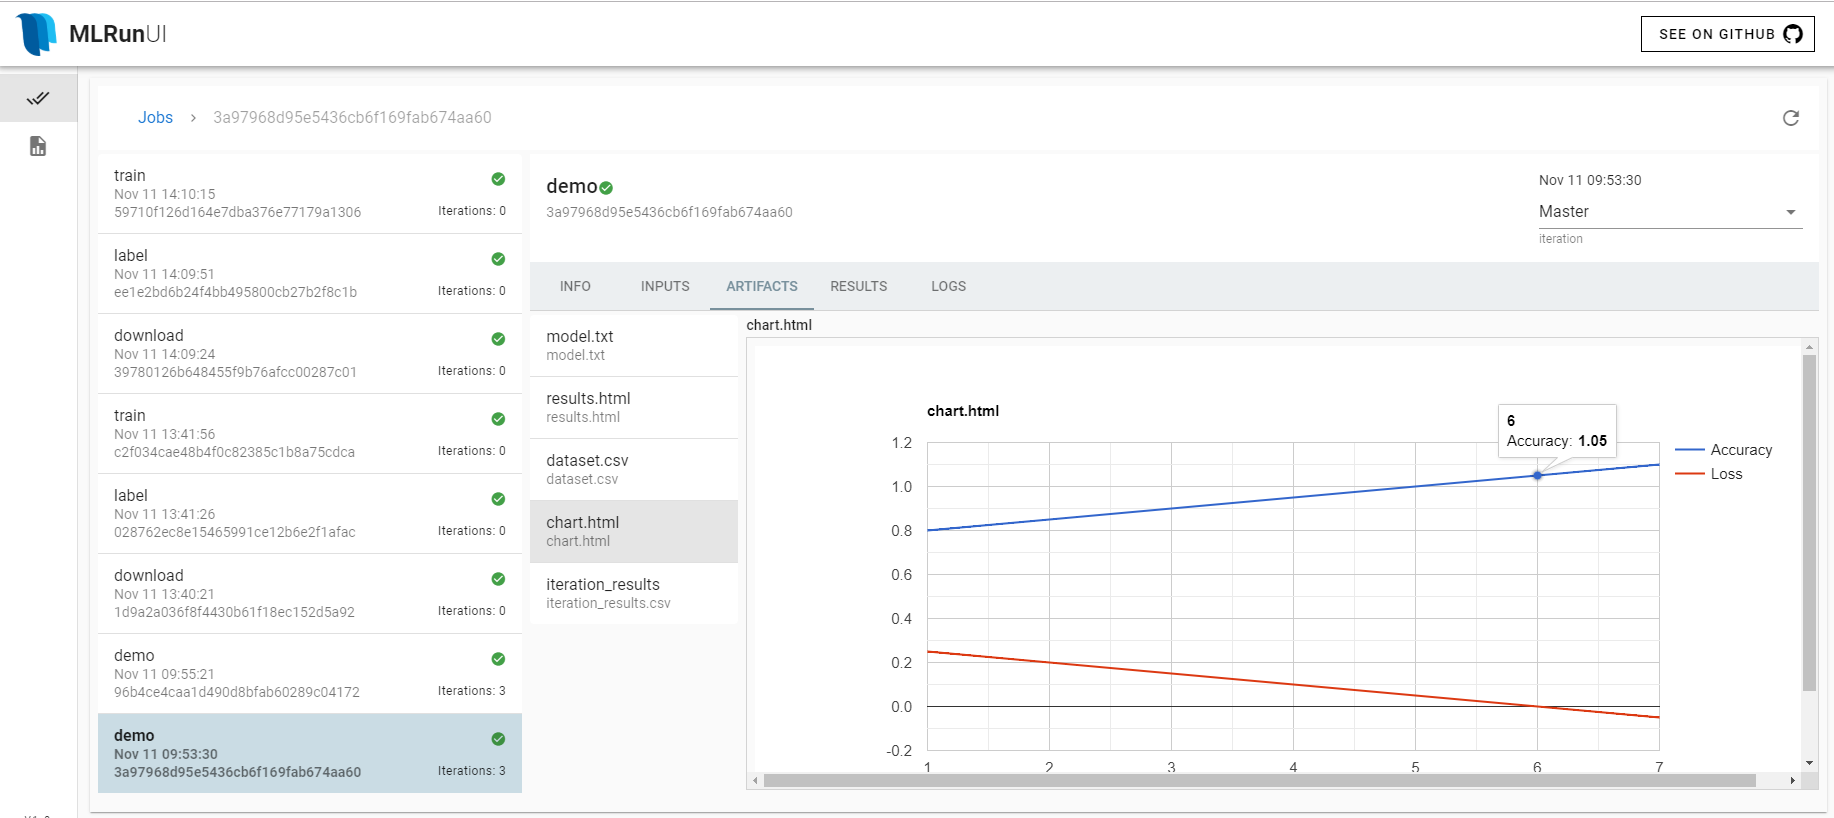 MLRunUI
SEE ON GITHUB
Jobs > 3a97968d95e5436cb6f169fab674aa60
train
Nov 11 14:10:15
59710f126d164e7dba376e77179a1306 Iterations: 0
label
Nov 11 14:09:51
ee1e2bd6b24f4bb495800cb27b2f8c1b Iterations: 0
download
Nov 11 14:09:24
39780126b648455f9b76afcc00287c01 Iterations: 0
train
Nov 11 13:41:56
c2f034cae48b4f0c82385c1b8a75cdca Iterations: 0
label
Nov 11 13:41:26
028762ec8e15465991ce12b6e2f1afac Iterations: 0
download
Nov 11 13:40:21
1d9a2a036f8f4430b61f18ec152d5a92 Iterations: 0
demo
Nov 11 09:55:21
96b4ce4caa1d490d8bfab60289c04172 Iterations: 3
demo
Nov 11 09:53:30
3a97968d95e5436cb6f169fab674aa60 Iterations: 3
demo
3a97968d95e5436cb6f169fab674aa60
Nov 11 09:53:30
Master
iteration
INFO INPUTS ARTIFACTS RESULTS LOGS
model.txt
model.txt
results.html
results.html
dataset.csv
dataset.csv
chart.html
chart.html
iteration_results
iteration_results.csv
chart.html
chart.html
6
Accuracy: 1.05
Accuracy
Loss
1.2
1.0
0.8
0.6
0.4
0.2
0.0
-0.2
1 2 3 4 5 6 7